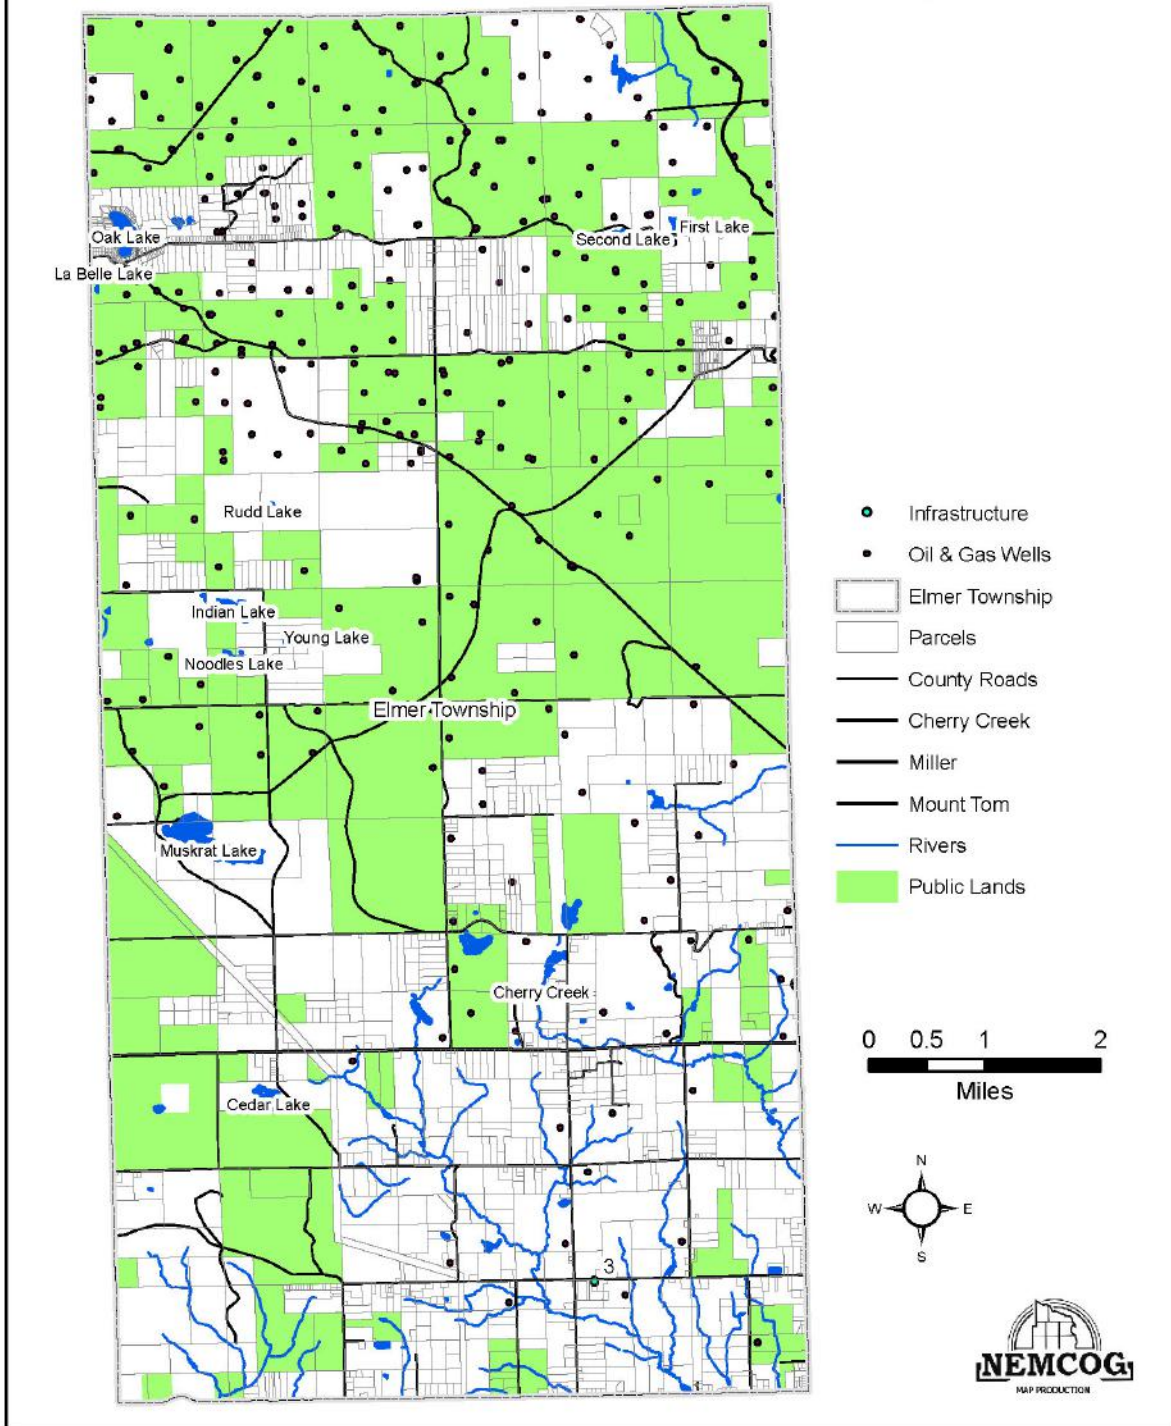 Oak Lake
La Belle Lake
Second Lake
First Lake
Rudd Lake
Indian Lake
Young Lake
Noodles Lake
Elmer Township
Muskrat Lake
Cherry Creek
Cedar Lake
3
Infrastructure
Oil & Gas Wells
Elmer Township
Parcels
County Roads
Cherry Creek
Miller
Mount Tom
Rivers
Public Lands
0 0.5 1 2
Miles
N
W E
S
NEMCOG
MAP PRODUCTION